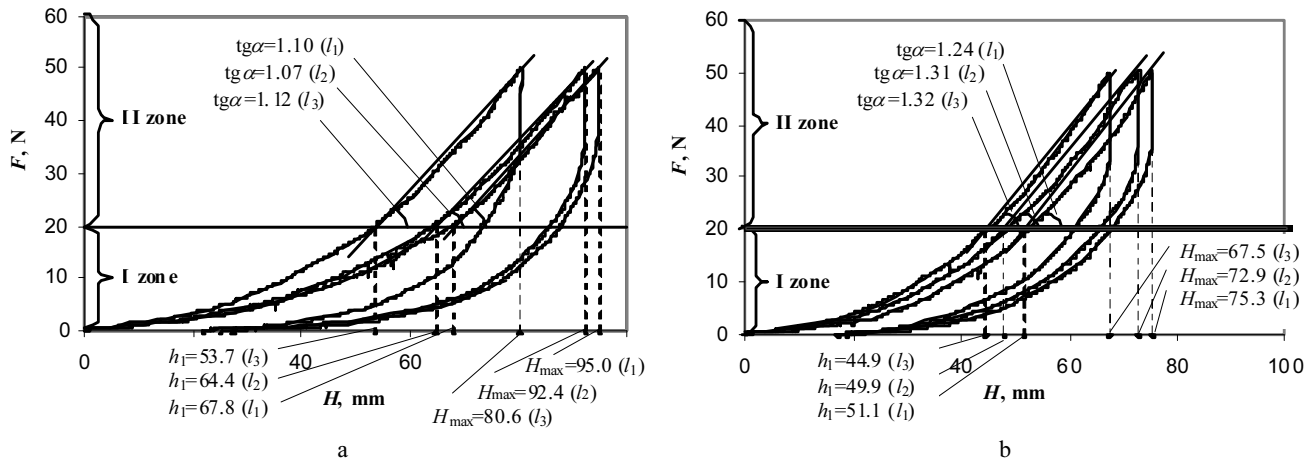 60
50
40
30
20
10
0
F, N
II zone
I zone
tgα=1.10 (l1)
tgα=1.07 (l2)
tgα=1.12 (l3)
0
60
h1=53.7 (l3)
h1=64.4 (l2)
h1=67.8 (l1)
H, mm
Hmax=95.0 (l1)
Hmax=92.4 (l2)
Hmax=80.6 (l3)
a
60
50
40
30
20
10
0
F, N
II zone
I zone
tgα=1.24 (l1)
tgα=1.31 (l2)
tgα=1.32 (l3)
Hmax=67.5 (l3)
Hmax=72.9 (l2)
Hmax=75.3 (l1)
0
40
60
80
100
h1=44.9 (l3)
h1=49.9 (l2)
h1=51.1 (l1)
H, mm
b